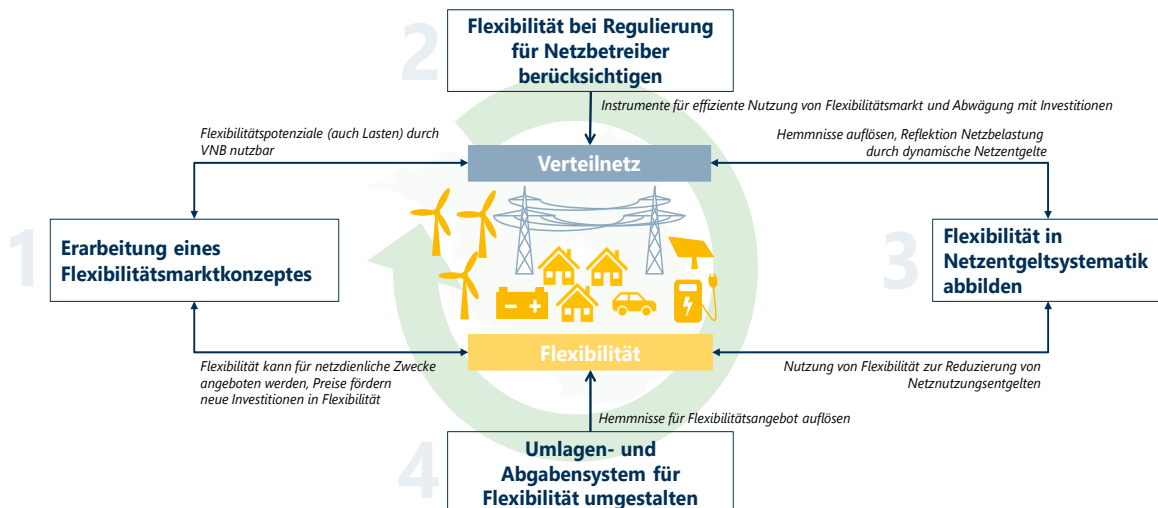 2
Flexibilität bei Regulierung
für Netzbetreiber
berücksichtigen
Instrumente für effiziente Nutzung von Flexibilitätsmarkt und Abwägung mit Investitionen
Flexibilitätspotenziale (auch Lasten) durch
VNB nutzbar
Hemmnisse auflösen, Reflektion Netzbelastung
durch dynamische Netzentgelte
Verteilnetz
1
Erarbeitung eines
Flexibilitätsmarktkonzeptes
3
Flexibilität in
Netzentgeltsystematik
abbilden
Flexibilität
Flexibilität kann für netzdienliche Zwecke
angeboten werden, Preise fördern
neue Investitionen in Flexibilität
Nutzung von Flexibilität zur Reduzierung von
Netznutzungsentgelten
Hemmnisse für Flexibilitätsangebot auflösen
4
Umlagen- und
Abgabensystem für
Flexibilität umgestalten